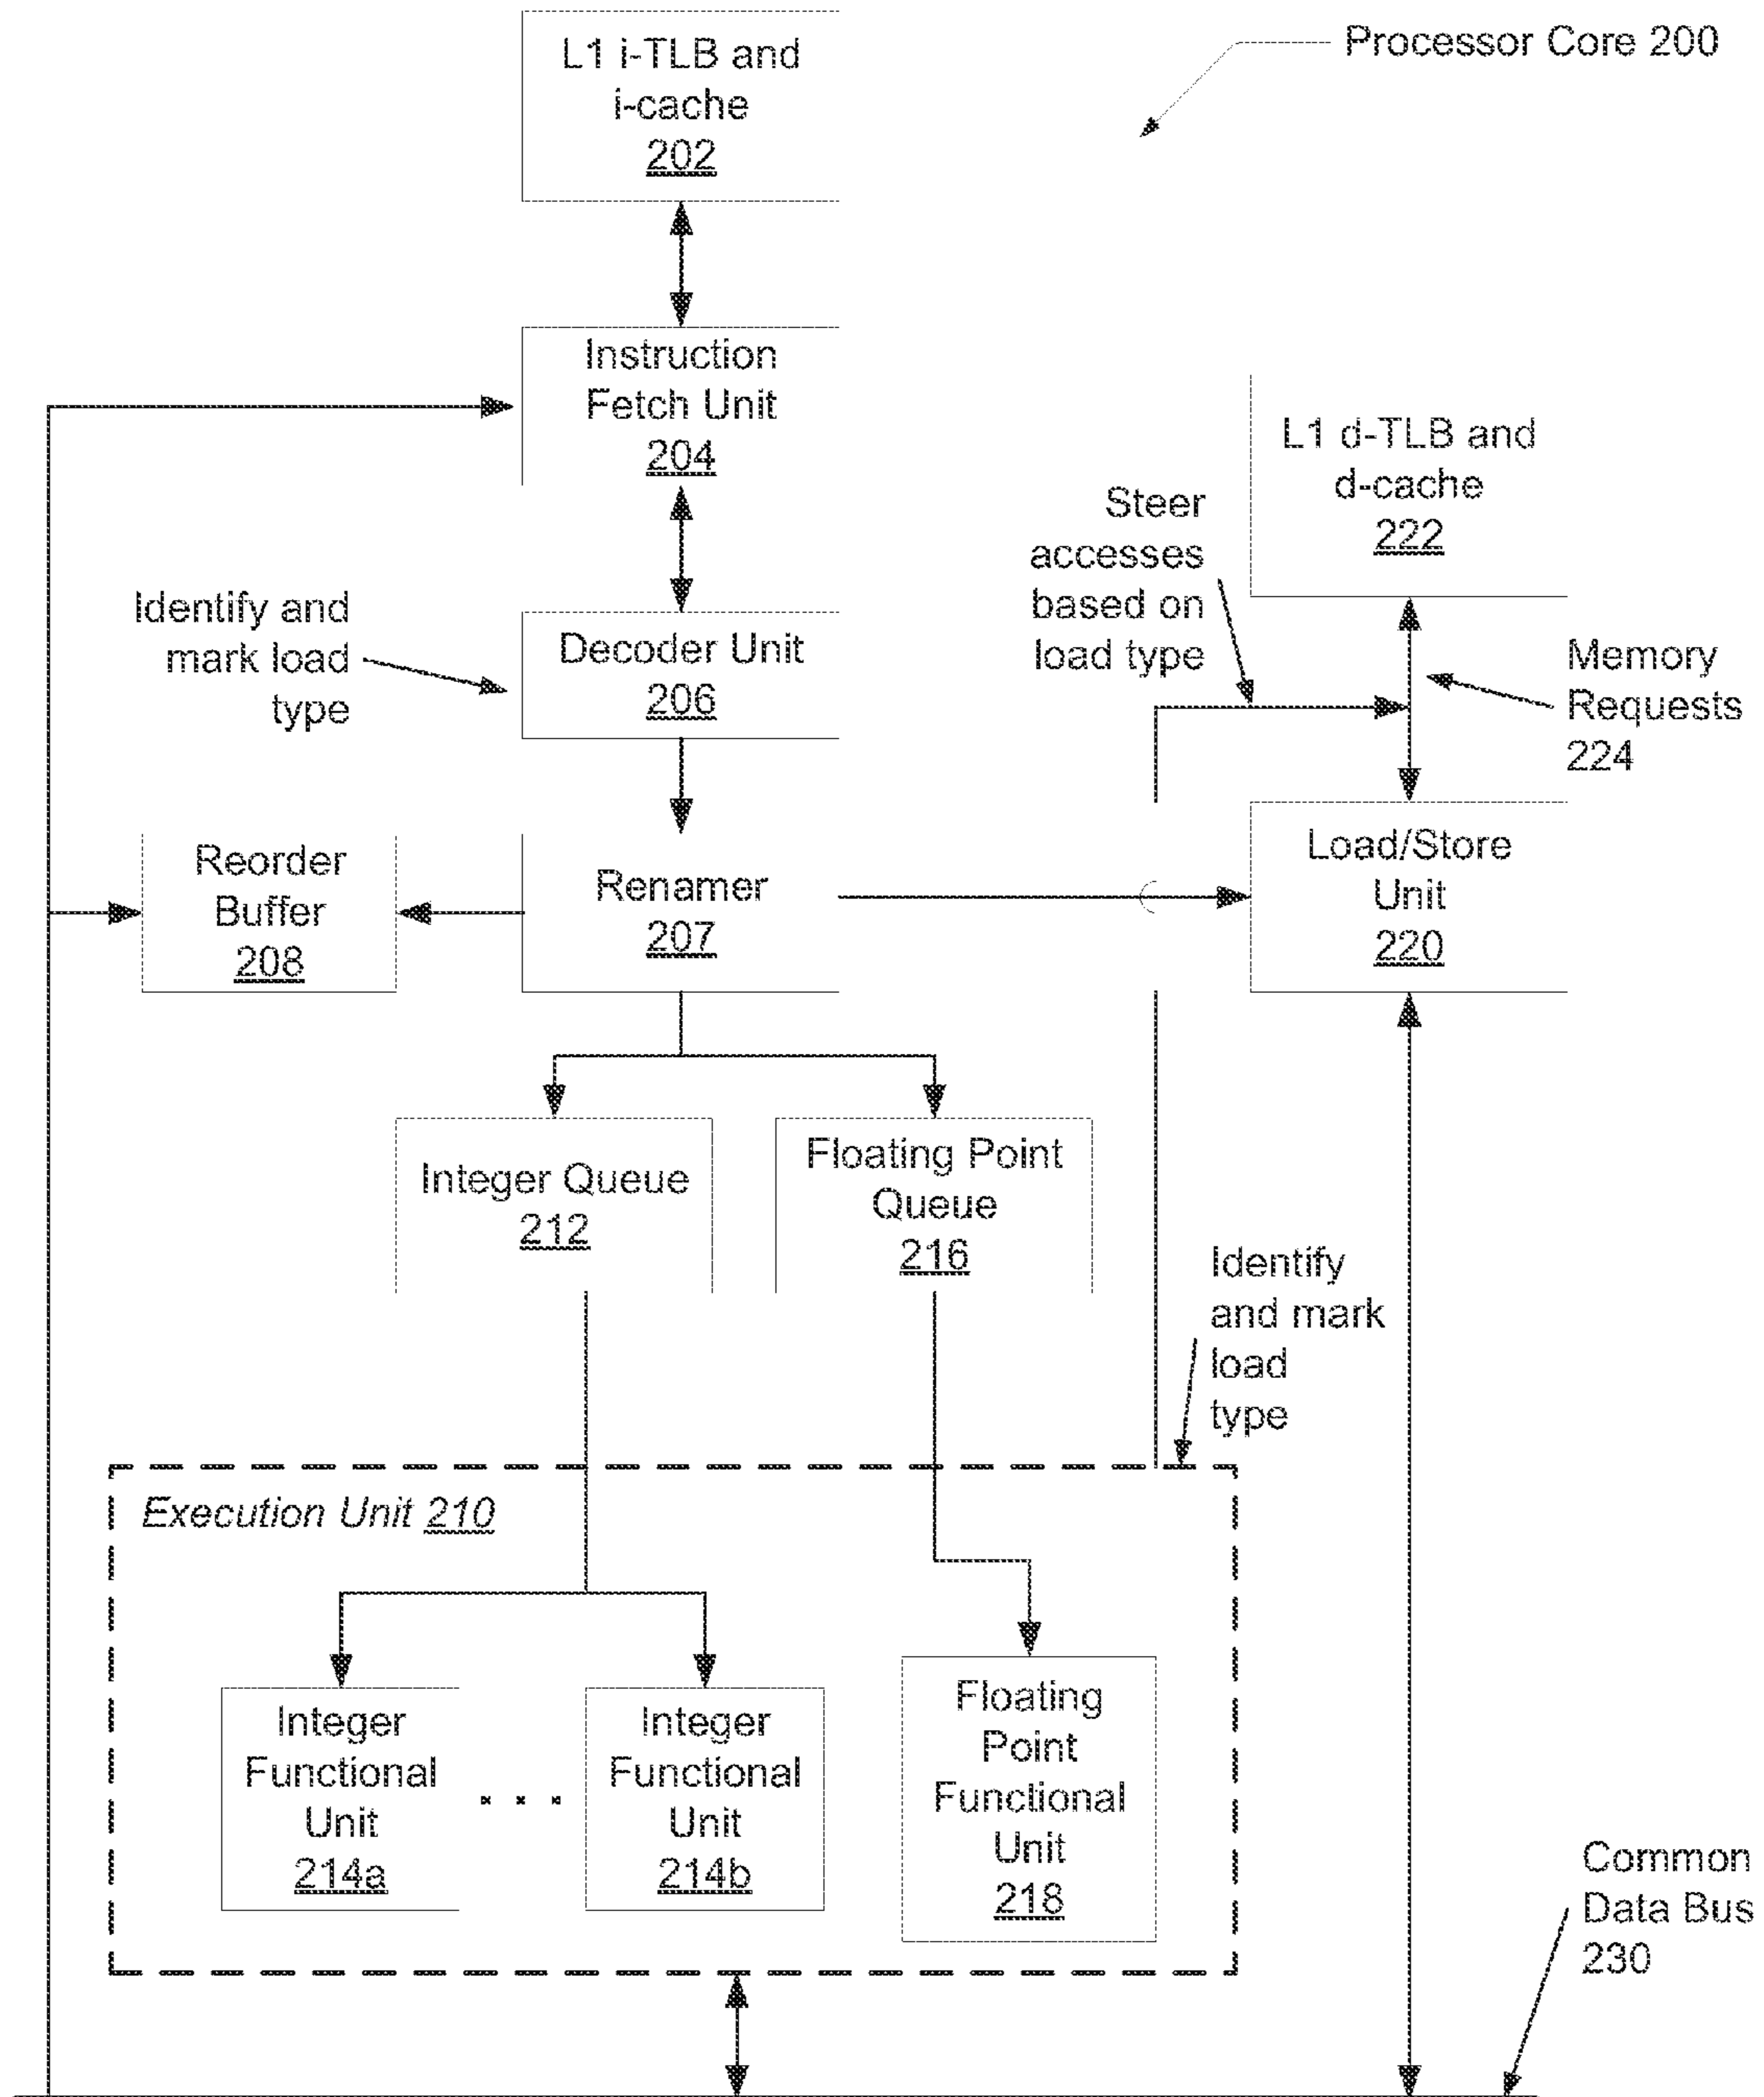 L1 i-TLB and
i-cache
202
Processor Core 200
Instruction
Fetch Unit
204
L1 d-TLB and
d-cache
222
Steer
accesses
based on
load type
Identify and
mark load
type
Decoder Unit
206
Memory
Requests
224
Reorder
Buffer
208
Renamer
207
Load/Store
Unit
220
Integer Queue
212
Floating Point
Queue
216
Identify
and mark
load
type
Execution Unit 210
Integer
Functional
Unit
214a
Integer
Functional
Unit
214b
Floating
Point
Functional
Unit
218
Common
Data Bus
230